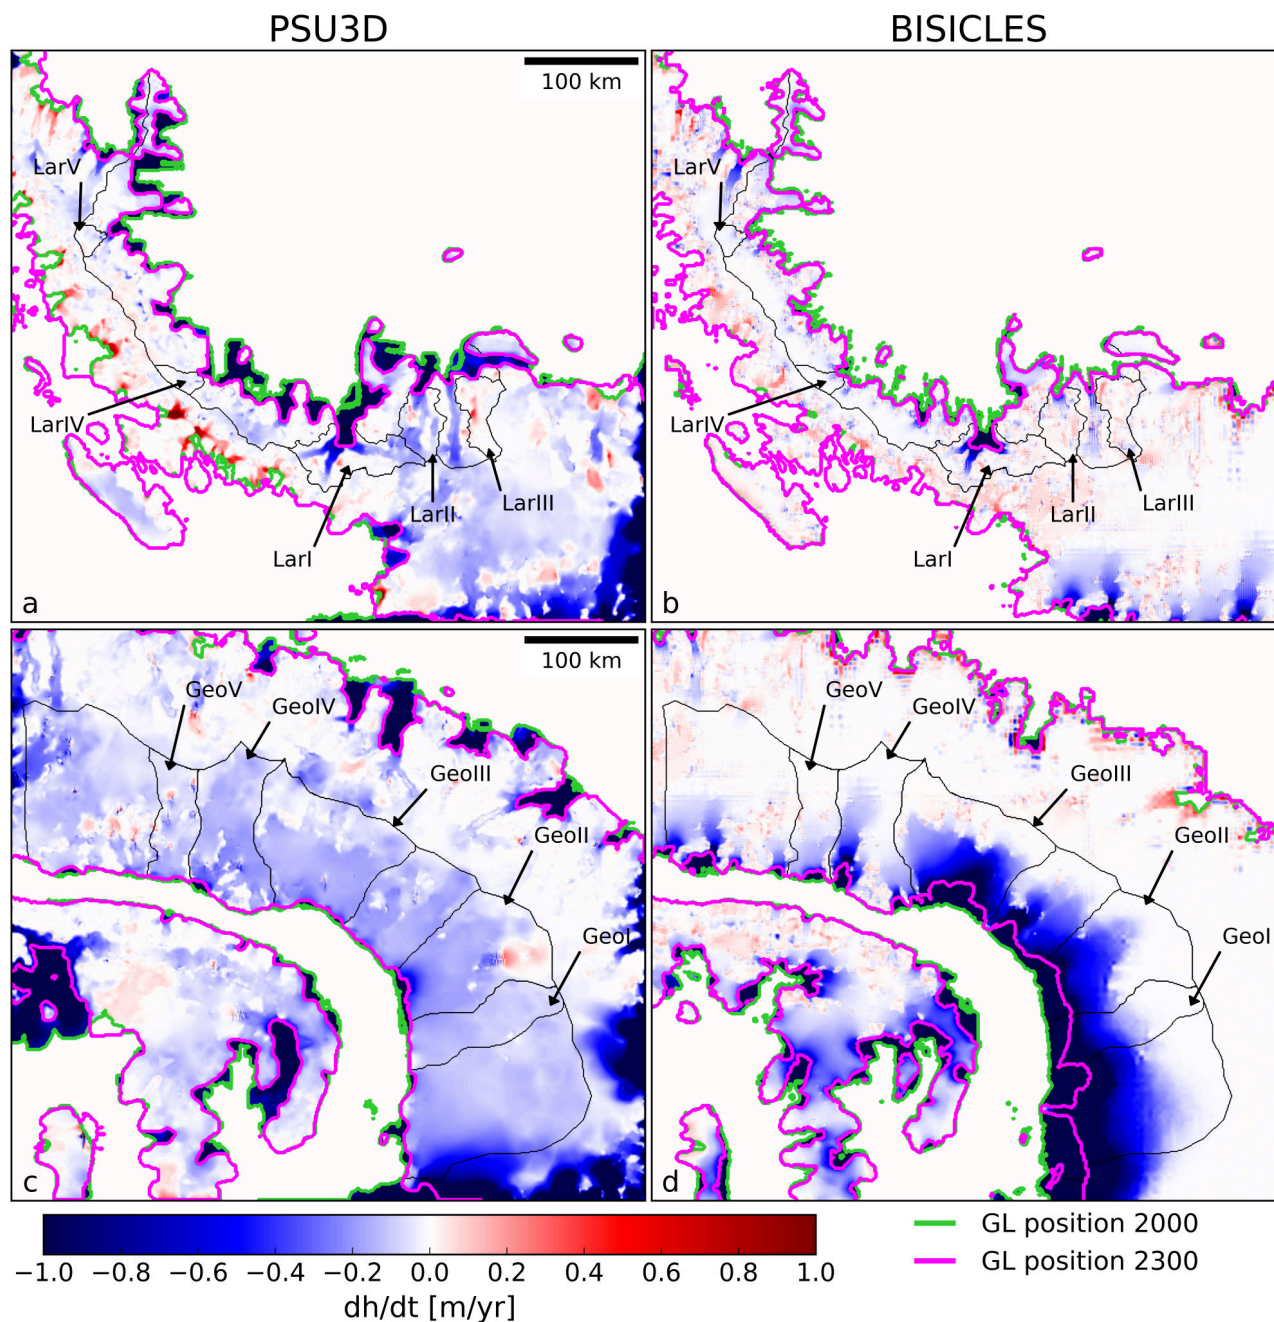 PSU3D
BISICLES
100 km
LarV
LarIV
LarI
LarII
LarIII
a
LarV
LarIV
LarI
LarII
LarIII
b
100 km
GeoV
GeoIV
GeoIII
GeoII
GeoI
c
GeoV
GeoIV
GeoIII
GeoII
GeoI
d
−1.0 −0.8 −0.6 −0.4 −0.2 0.0 0.2 0.4 0.6 0.8 1.0
dh/dt [m/yr]
GL position 2000
GL position 2300